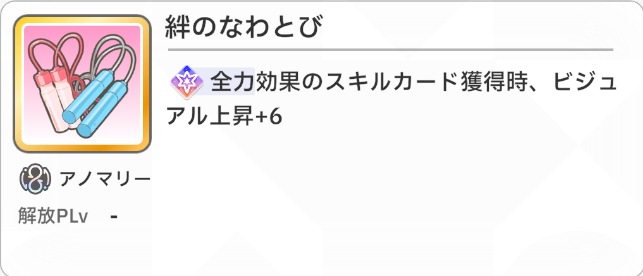 絆のなわとび
全力効果のスキルカード獲得時、ビジュ
アル上昇+6
アノマリー
解放PLv -